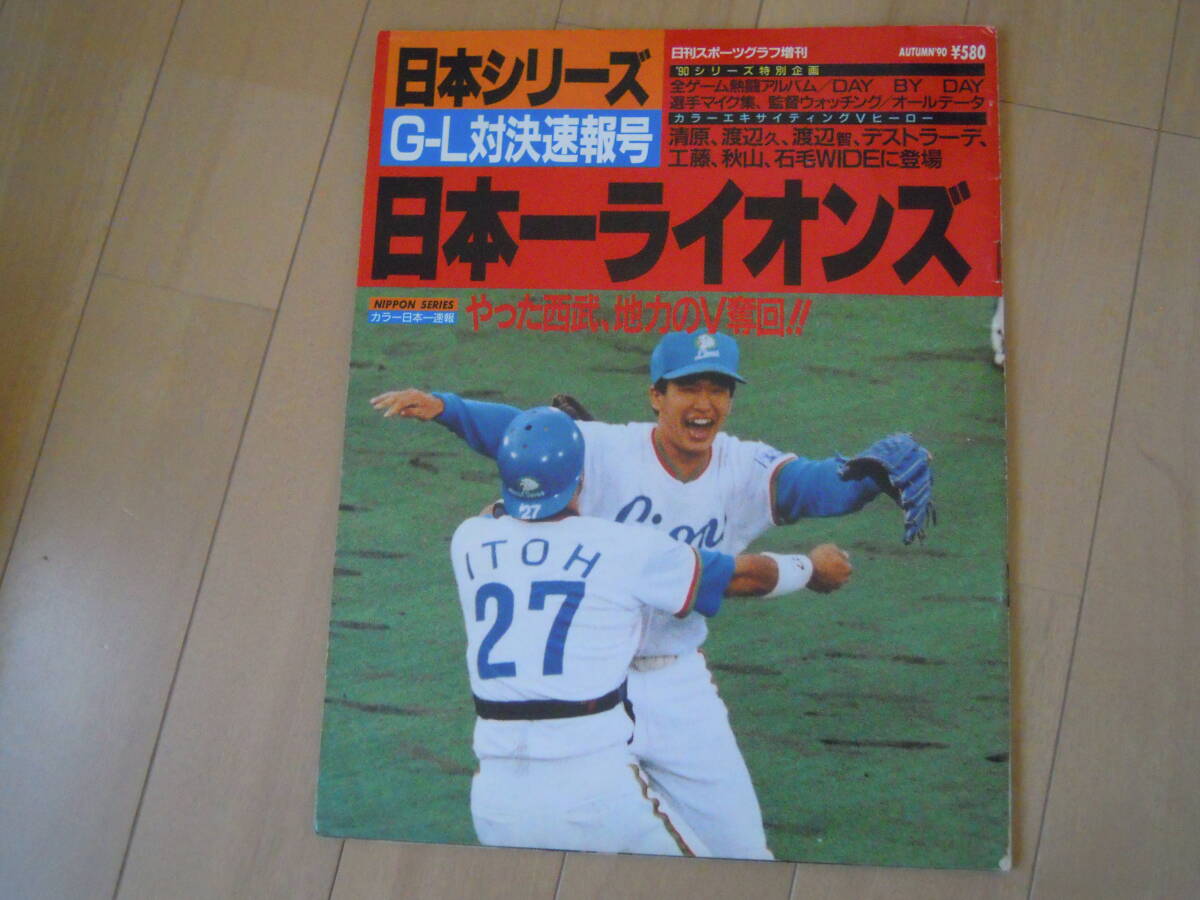 日本シリーズ
G-L対決速報号
日刊スポーツグラフ増刊 AUTUMN'90 ¥580
'90シリーズ特別企画
全ゲーム熱闘アルバム/DAY BY DAY
選手マイク集、監督ウォッチング/オールデータ
カラーエキサイティングVヒーロー
清原、渡辺久、渡辺智、デストラーデ、
工藤、秋山、石毛WIDEに登場
日本一ライオンズ
NIPPON SERIES
カラー日本一速報
やった西武、地力のV奪回!!
Lions
27
ITOH
27